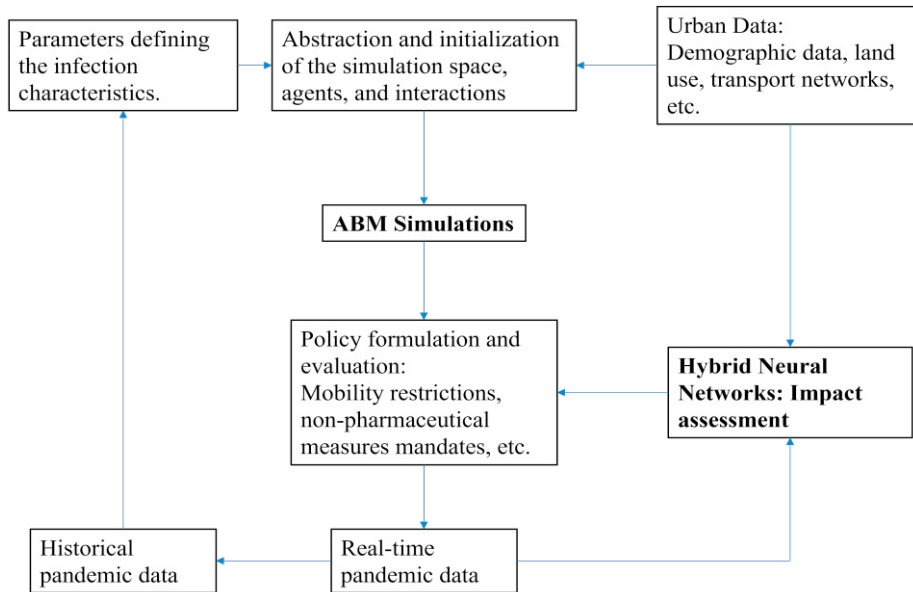 Parameters defining
the infection
characteristics.
Abstraction and initialization
of the simulation space,
agents, and interactions
Urban Data:
Demographic data, land
use, transport networks,
etc.
ABM Simulations
Policy formulation and
evaluation:
Mobility restrictions,
non-pharmaceutical
measures mandates, etc.
Hybrid Neural
Networks: Impact
assessment
Historical
pandemic data
Real-time
pandemic data